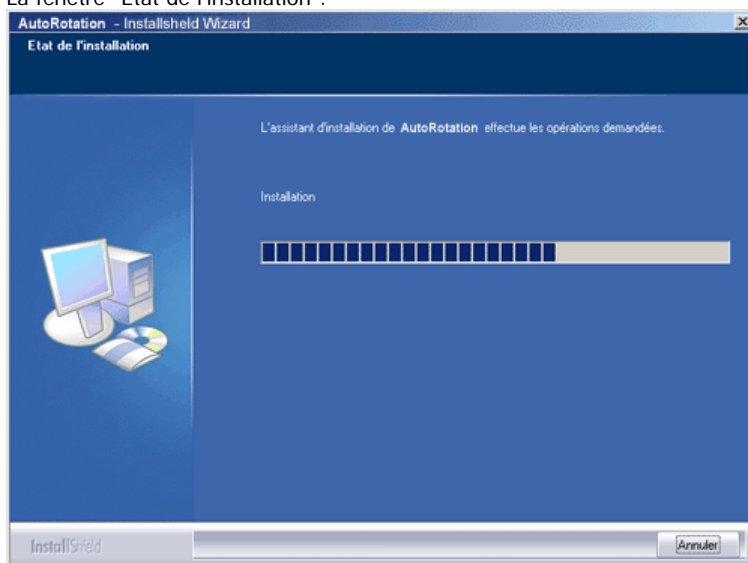 La fenêtre "Etat de l'installation".
AutoRotation - Installsheld Wizard
Etat de l'installation
L'assistant d'installation de AutoRotation effectue les opérations demandées.
Installation
InstallShield
Annuler